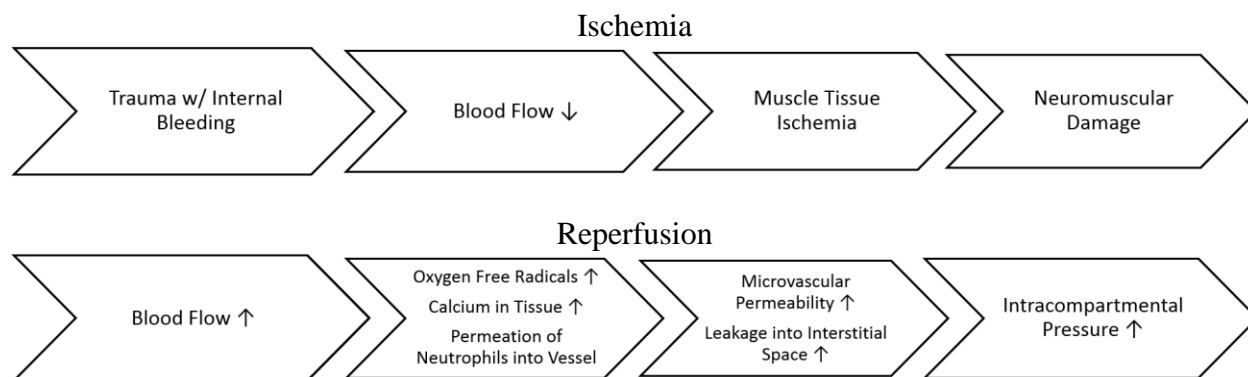 Ischemia
Trauma w/ Internal
Bleeding
Blood Flow ↓
Muscle Tissue
Ischemia
Neuromuscular
Damage
Reperfusion
Blood Flow ↑
Oxygen Free Radicals ↑
Calcium in Tissue ↑
Permeation of
Neutrophils into Vessel
Microvascular
Permeability ↑
Leakage into Interstitial
Space ↑
Intracompartmental
Pressure ↑